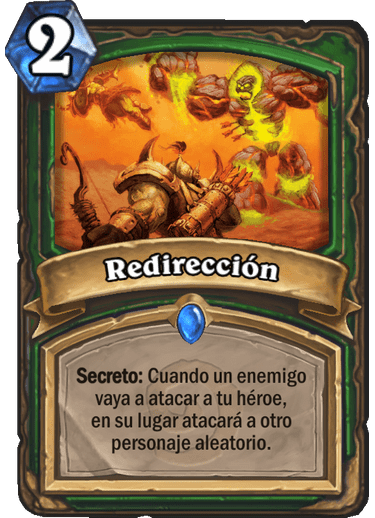 2
Redirección
Secreto: Cuando un enemigo
vaya a atacar a tu héroe,
en su lugar atacará a otro
personaje aleatorio.